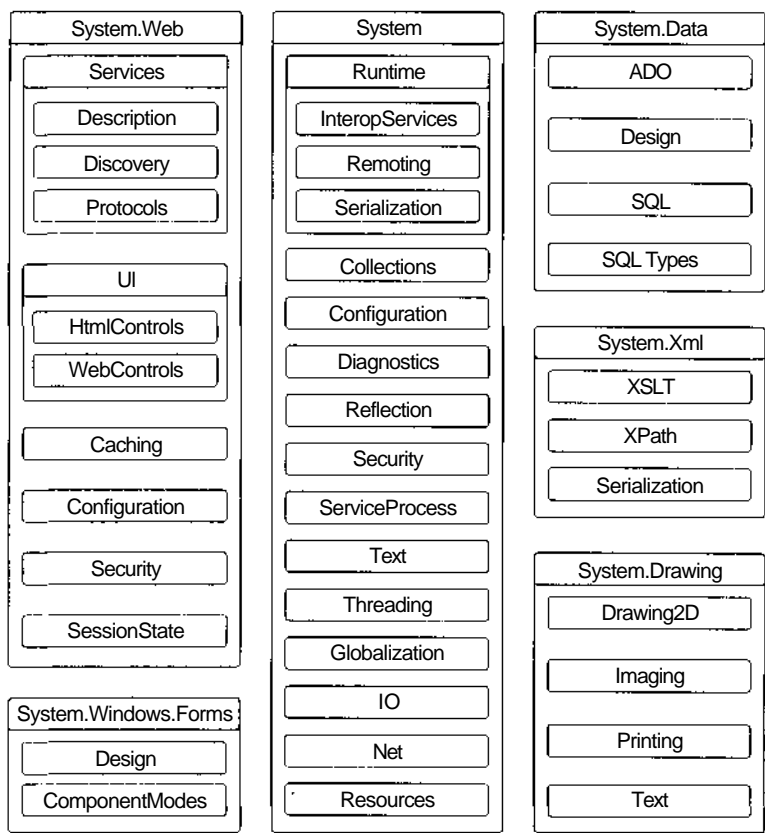 System.Web
Services
Description
Discovery
Protocols
UI
HtmlControls
WebControls
Caching
Configuration
Security
SessionState
System.Windows.Forms
Design
ComponentModes
System
Runtime
InteropServices
Remoting
Serialization
Collections
Configuration
Diagnostics
Reflection
Security
ServiceProcess
Text
Threading
Globalization
IO
Net
Resources
System.Data
ADO
Design
SQL
SQL Types
System.Xml
XSLT
XPath
Serialization
System.Drawing
Drawing2D
Imaging
Printing
Text